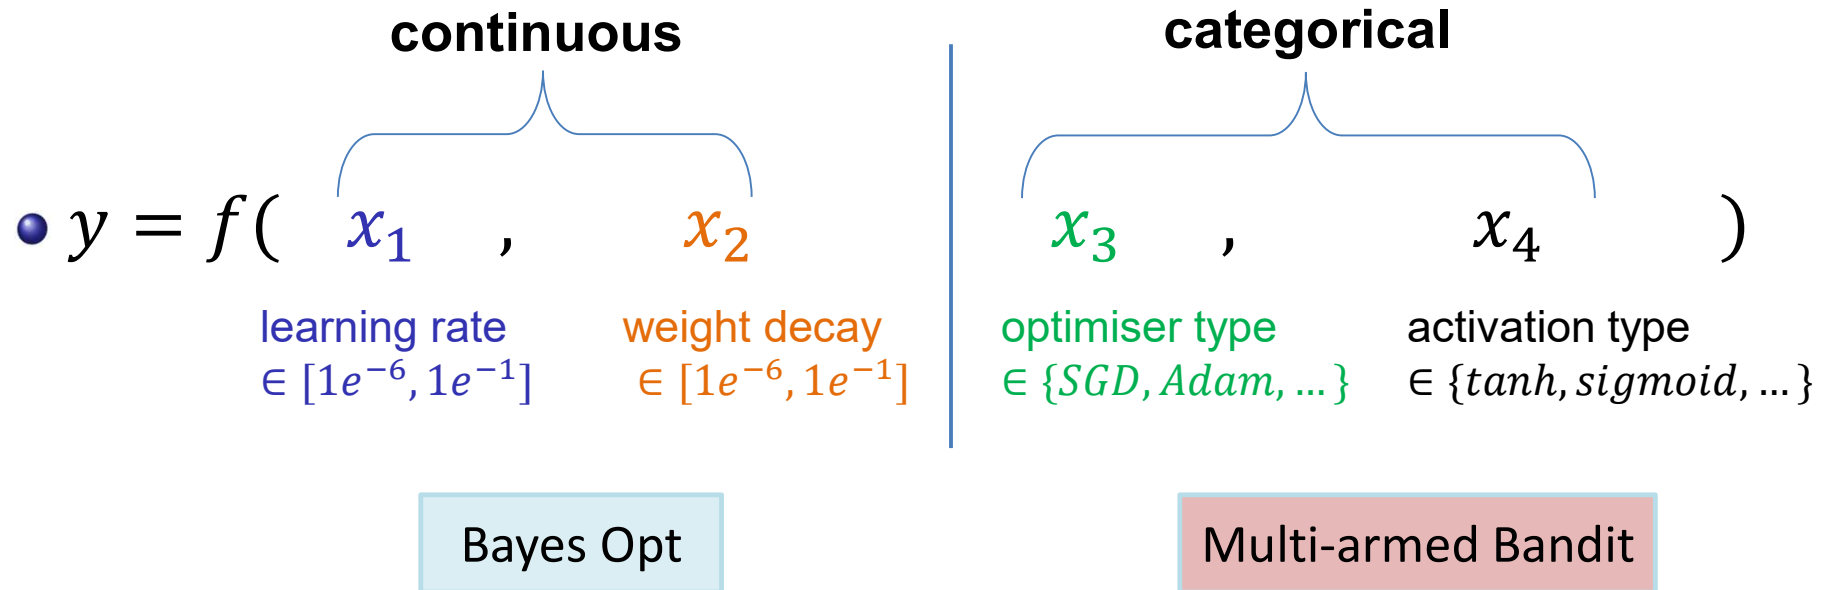 continuous categorical
y = f( x₁ , x₂ x₃ , x₄ )
learning rate weight decay optimiser type activation type
∈ [1e⁻⁶, 1e⁻¹] ∈ [1e⁻⁶, 1e⁻¹] ∈ {SGD, Adam, … } ∈ {tanh, sigmoid, … }
Bayes Opt Multi-armed Bandit